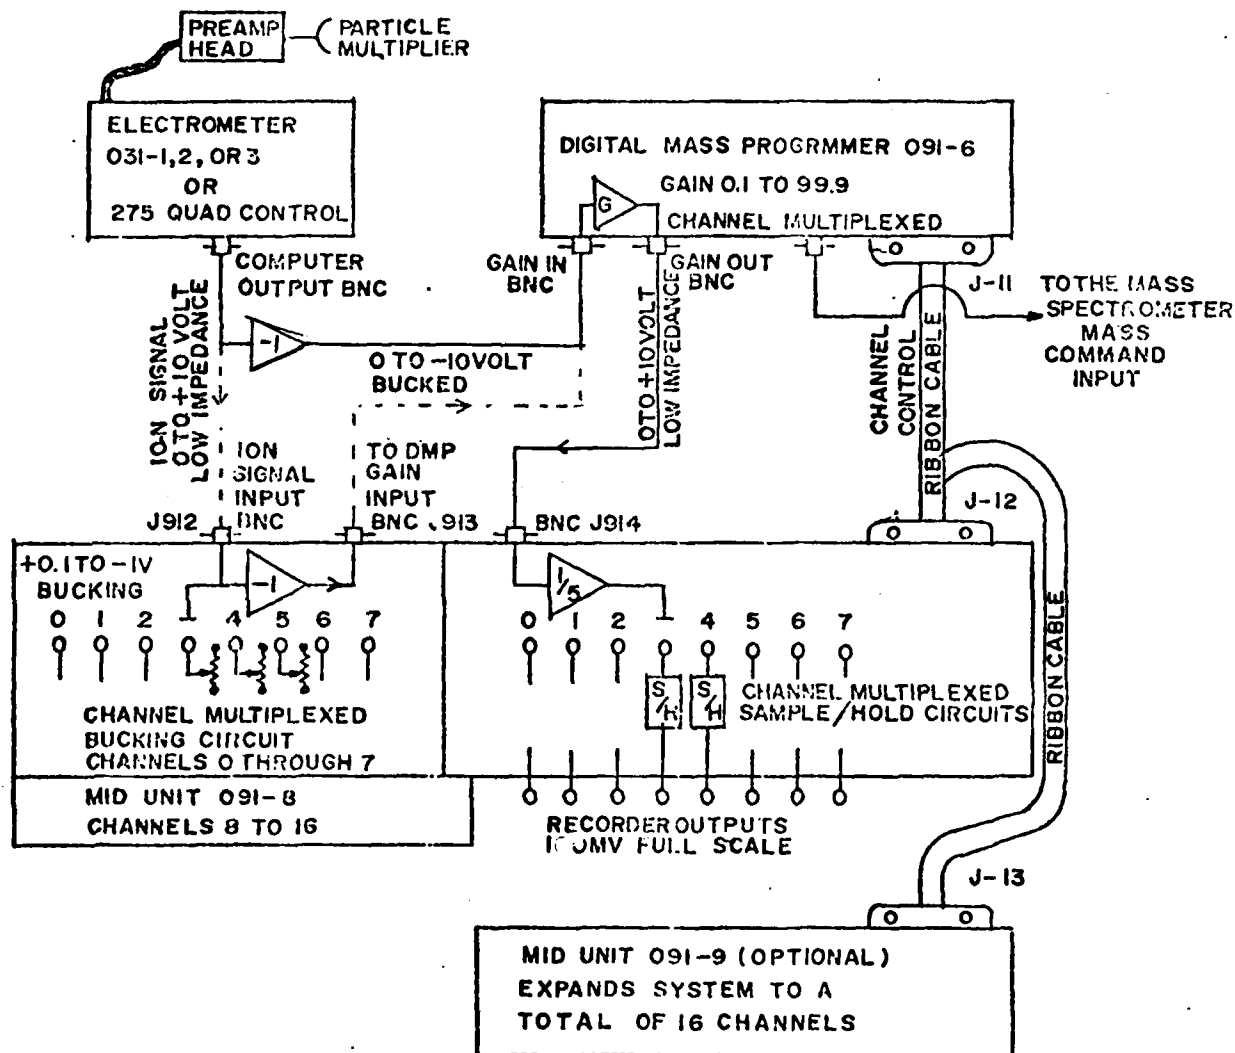 PREAMP
HEAD
PARTICLE
MULTIPLIER
ELECTROMETER
031-1,2, OR 3
OR
275 QUAD CONTROL
DIGITAL MASS PROGRMMER 091-6
GAIN 0.1 TO 99.9
G
CHANNEL MULTIPLEXED
COMPUTER
OUTPUT BNC
GAIN IN
BNC
GAIN OUT
BNC
J-11
TO THE MASS
SPECTROMETER
MASS
COMMAND
INPUT
ION SIGNAL
0 TO +10 VOLT
LOW IMPEDANCE
-1
0 TO -10 VOLT
BUCKED
0 TO +10 VOLT
LOW IMPEDANCE
CHANNEL
CONTROL
RIBBON CABLE
ION
SIGNAL
INPUT
BNC
J912
TO DMP
GAIN
INPUT
BNC J913
BNC J914
J-12
+0.1 TO -1V
BUCKING
-1
1/5
0 1 2 4 5 6 7
0 1 2 4 5 6 7
S/H
S/H
CHANNEL MULTIPLEXED
SAMPLE/HOLD CIRCUITS
CHANNEL MULTIPLEXED
BUCKING CIRCUIT
CHANNELS 0 THROUGH 7
RIBBON CABLE
MID UNIT 091-8
CHANNELS 8 TO 16
RECORDER OUTPUTS
FULL SCALE
J-13
MID UNIT 091-9 (OPTIONAL)
EXPANDS SYSTEM TO A
TOTAL OF 16 CHANNELS